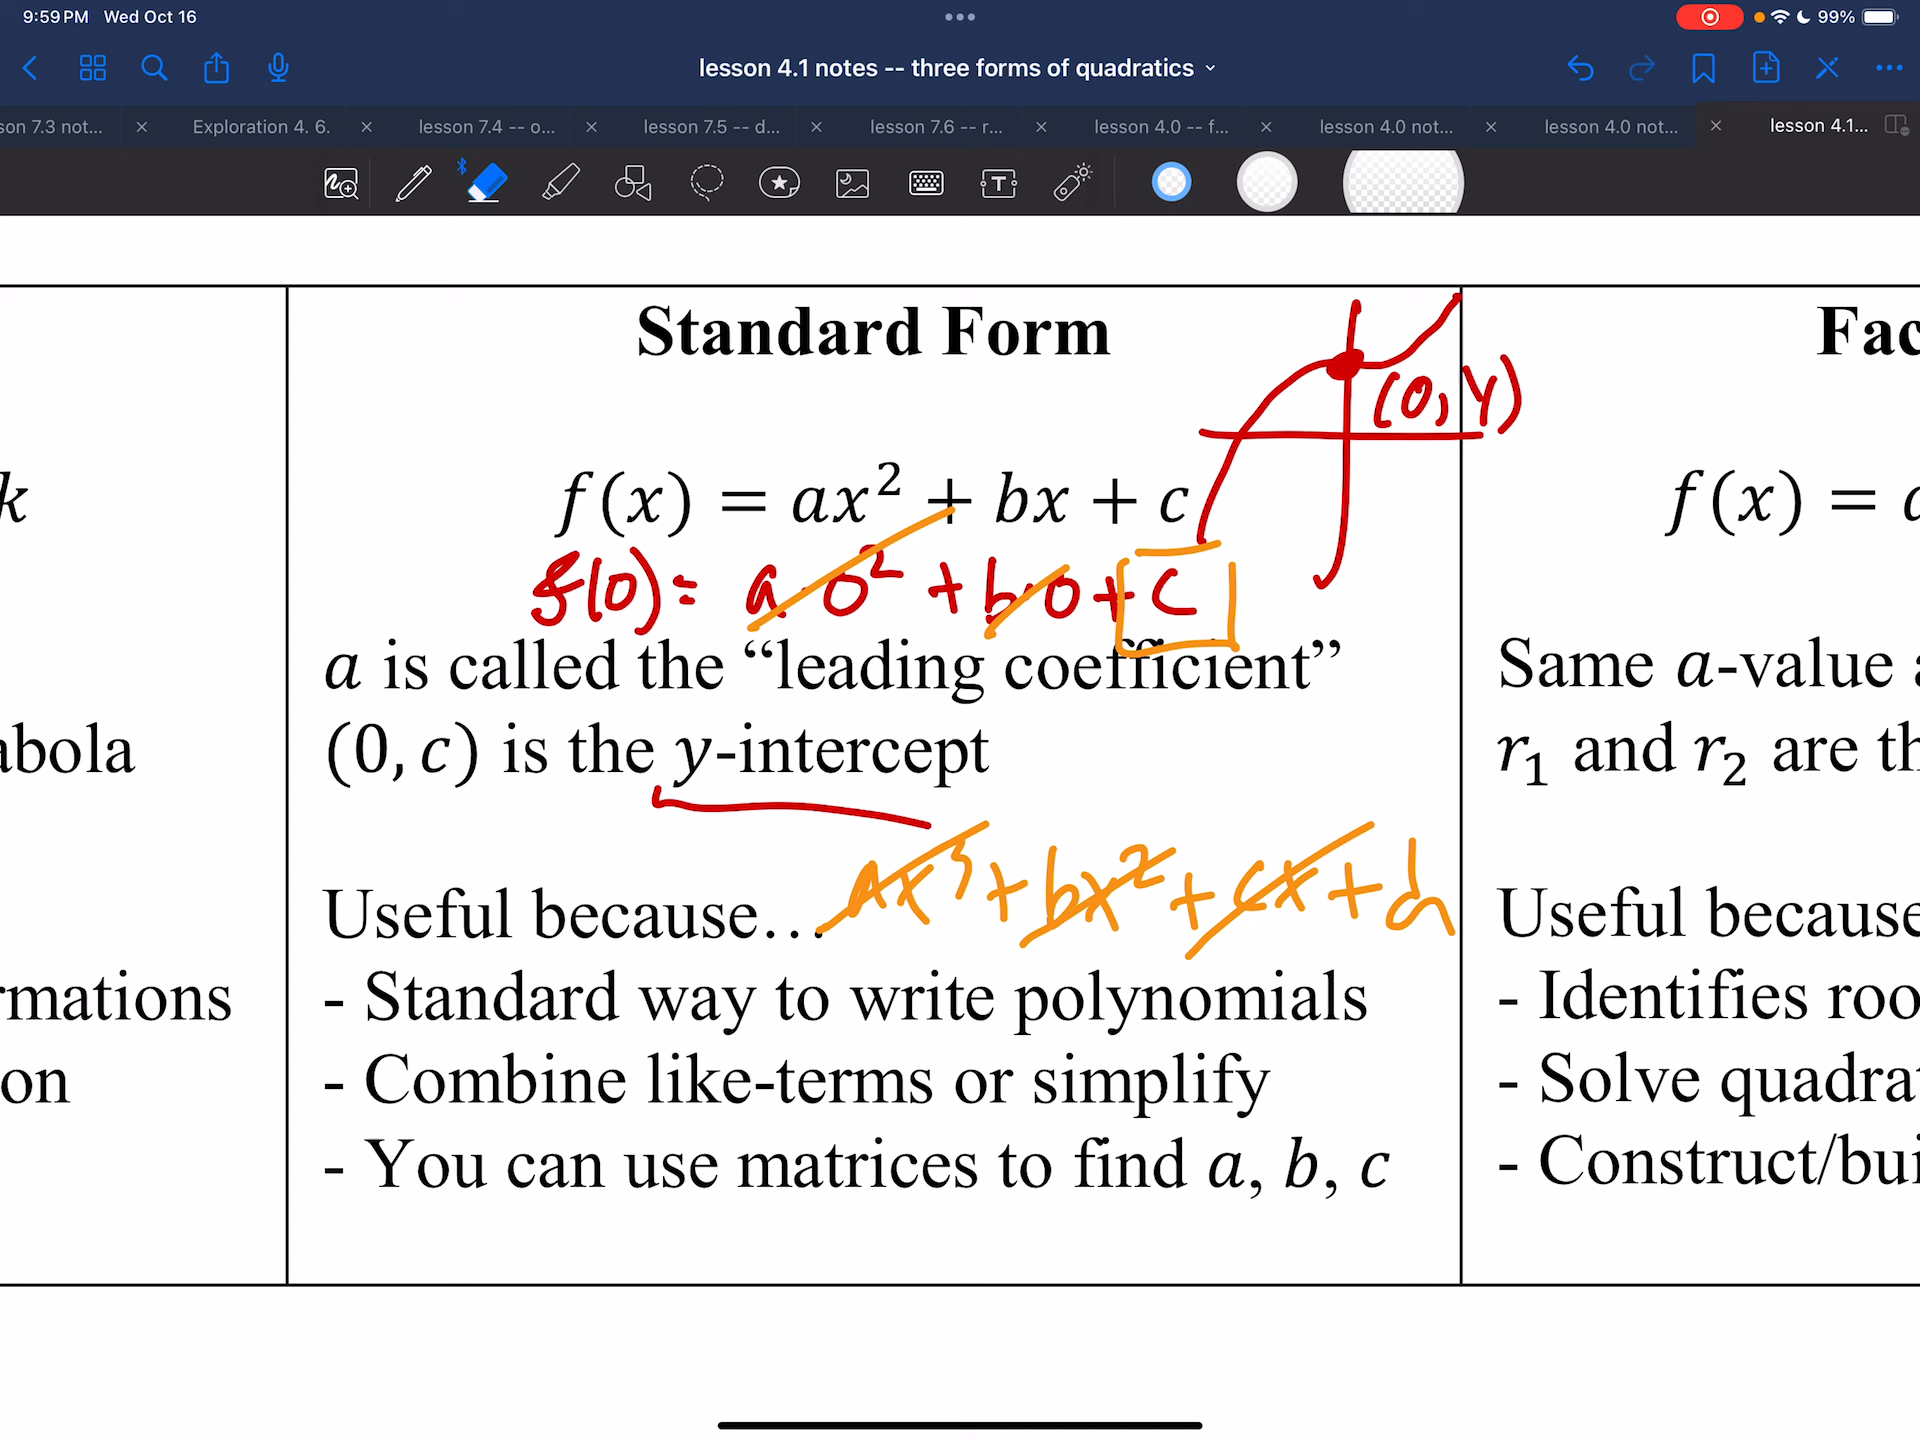 9:59 PM Wed Oct 16
99%
lesson 4.1 notes -- three forms of quadratics
son 7.3 not... Exploration 4. 6. lesson 7.4 -- o... lesson 7.5 -- d... lesson 7.6 -- r... lesson 4.0 -- f... lesson 4.0 not... lesson 4.0 not... lesson 4.1...
k
abola
rmations
on
Standard Form
(0, y)
f(x) = ax² + bx + c
f(0) = a · 0² + b · 0 + c
a is called the “leading coefficient”
(0, c) is the y-intercept
ax³ + bx² + cx + d
Useful because…
- Standard way to write polynomials
- Combine like-terms or simplify
- You can use matrices to find a, b, c
Fac
f(x) = a
Same a-value a
r₁ and r₂ are th
Useful because
- Identifies roo
- Solve quadra
- Construct/bui